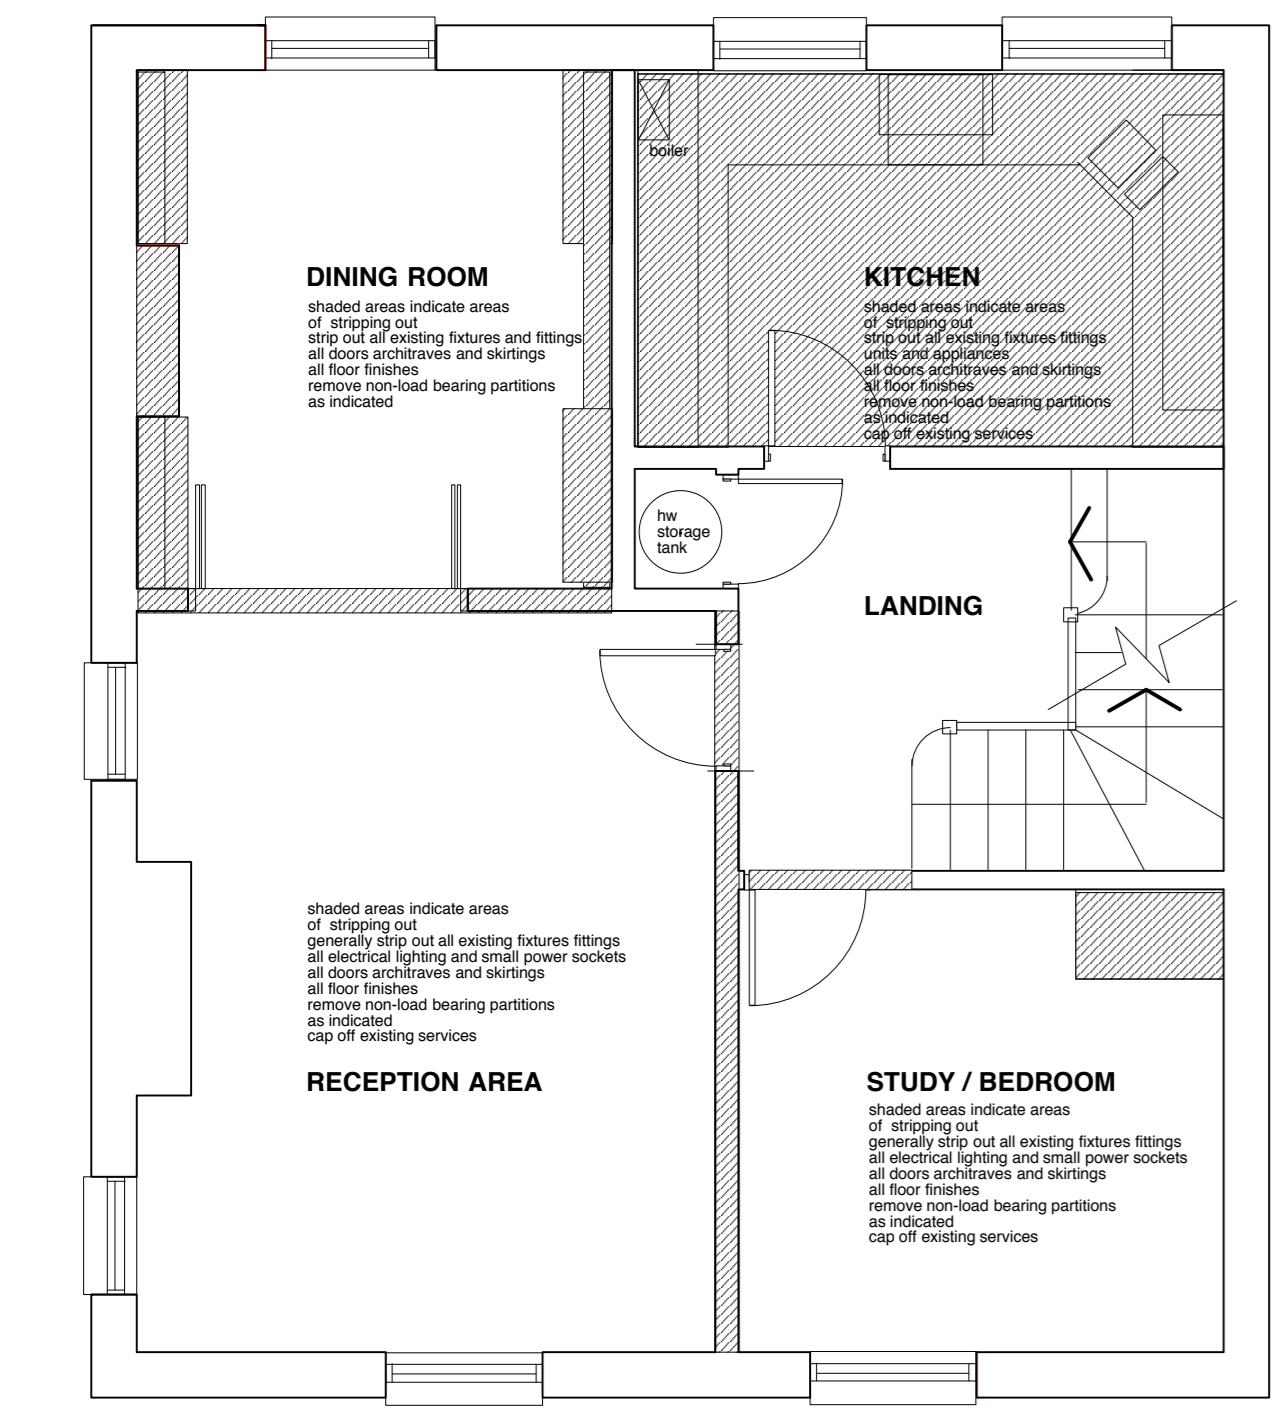 boiler
DINING ROOM
shaded areas indicate areas
of stripping out
strip out all existing fixtures and fittings
all doors architraves and skirtings
all floor finishes
remove non-load bearing partitions
as indicated
KITCHEN
shaded areas indicate areas
of stripping out
strip out all existing fixtures fittings
units and appliances
all doors architraves and skirtings
all floor finishes
remove non-load bearing partitions
as indicated
cap off existing services
hw
storage
tank
LANDING
shaded areas indicate areas
of stripping out
generally strip out all existing fixtures fittings
all electrical lighting and small power sockets
all doors architraves and skirtings
all floor finishes
remove non-load bearing partitions
as indicated
cap off existing services
RECEPTION AREA
STUDY / BEDROOM
shaded areas indicate areas
of stripping out
generally strip out all existing fixtures fittings
all electrical lighting and small power sockets
all doors architraves and skirtings
all floor finishes
remove non-load bearing partitions
as indicated
cap off existing services